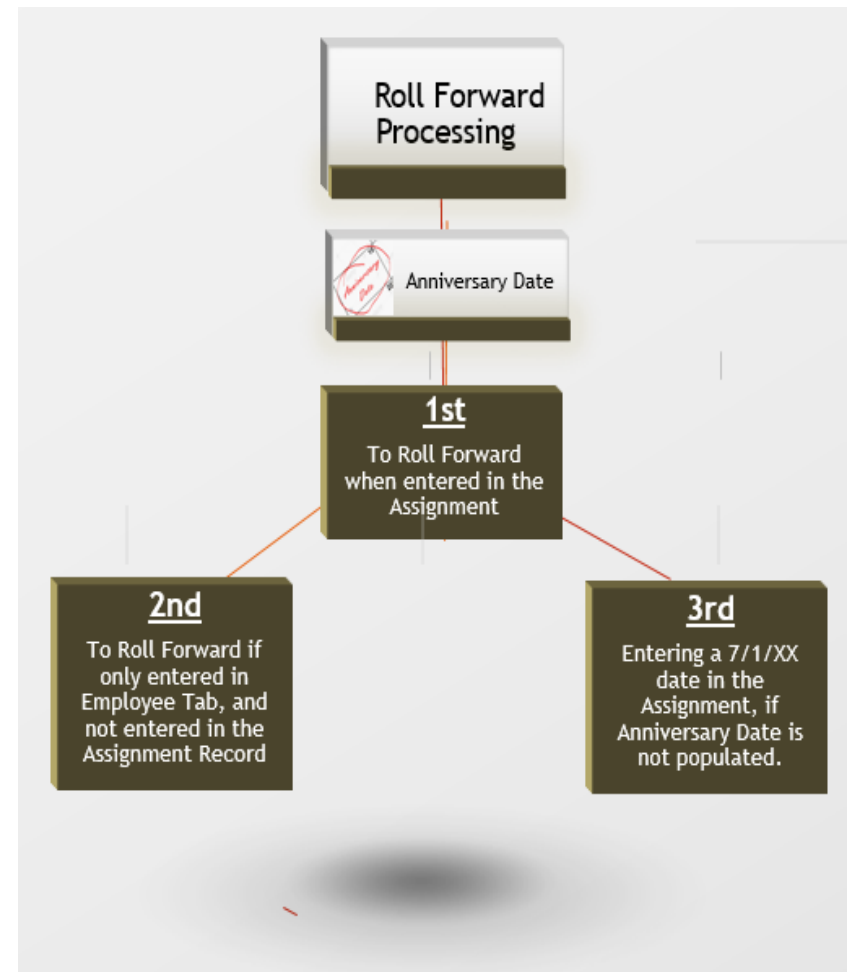 Roll Forward
Processing
Anniversary
Date
Anniversary Date
1st
To Roll Forward
when entered in the
Assignment
2nd
To Roll Forward if
only entered in
Employee Tab, and
not entered in the
Assignment Record
3rd
Entering a 7/1/XX
date in the
Assignment, if
Anniversary Date is
not populated.